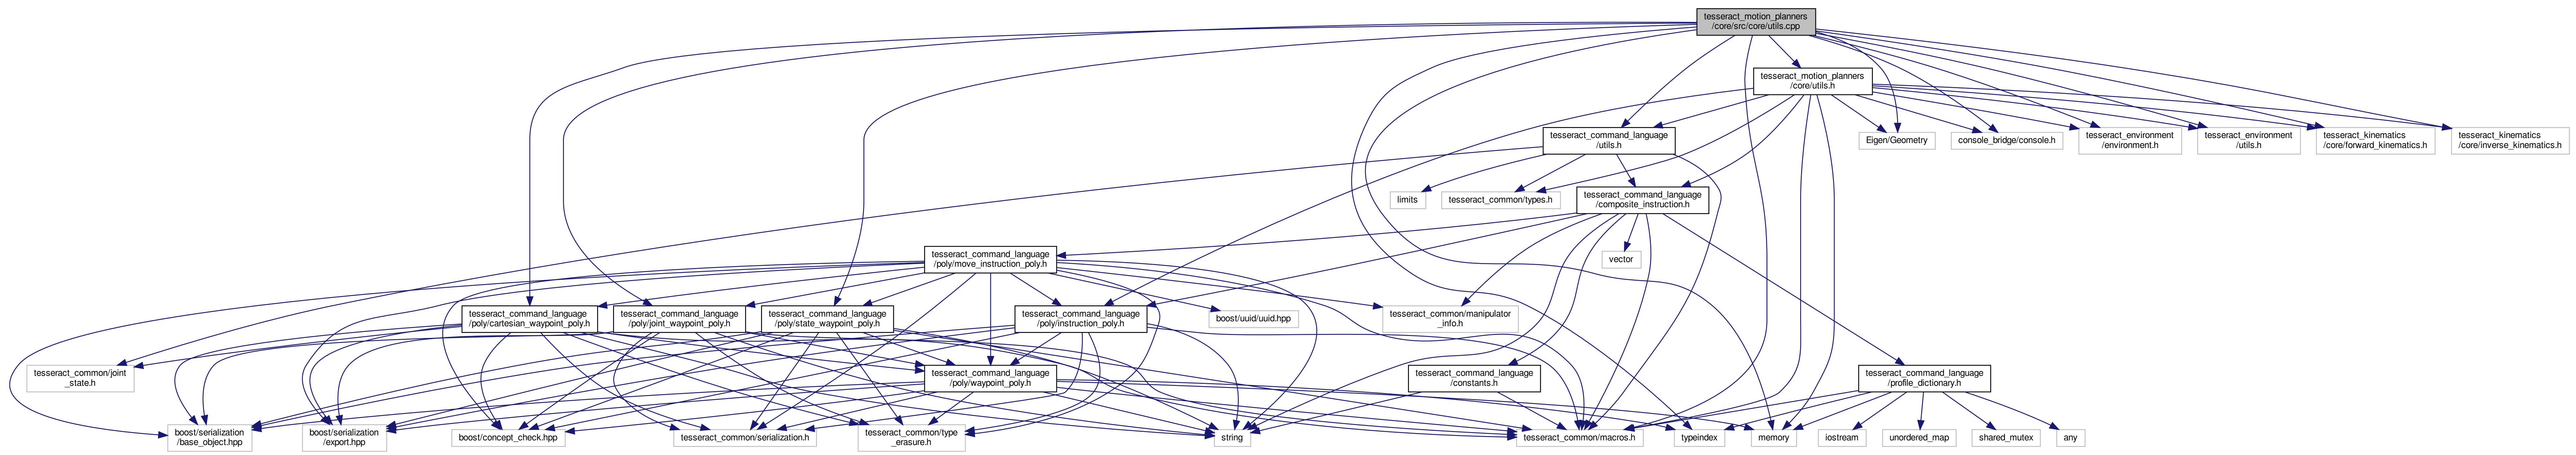 tesseract_motion_planners
/core/src/core/utils.cpp
tesseract_motion_planners
/core/utils.h
tesseract_command_language
/utils.h
Eigen/Geometry
console_bridge/console.h
tesseract_environment
/environment.h
tesseract_environment
/utils.h
tesseract_kinematics
/core/forward_kinematics.h
tesseract_kinematics
/core/inverse_kinematics.h
limits
tesseract_common/types.h
tesseract_command_language
/composite_instruction.h
tesseract_command_language
/poly/move_instruction_poly.h
vector
tesseract_command_language
/poly/cartesian_waypoint_poly.h
tesseract_command_language
/poly/joint_waypoint_poly.h
tesseract_command_language
/poly/state_waypoint_poly.h
tesseract_command_language
/poly/instruction_poly.h
boost/uuid/uuid.hpp
tesseract_common/manipulator
_info.h
tesseract_common/joint
_state.h
tesseract_command_language
/poly/waypoint_poly.h
tesseract_command_language
/constants.h
tesseract_command_language
/profile_dictionary.h
boost/serialization
/base_object.hpp
boost/serialization
/export.hpp
boost/concept_check.hpp
tesseract_common/serialization.h
tesseract_common/type
_erasure.h
string
tesseract_common/macros.h
typeindex
memory
iostream
unordered_map
shared_mutex
any